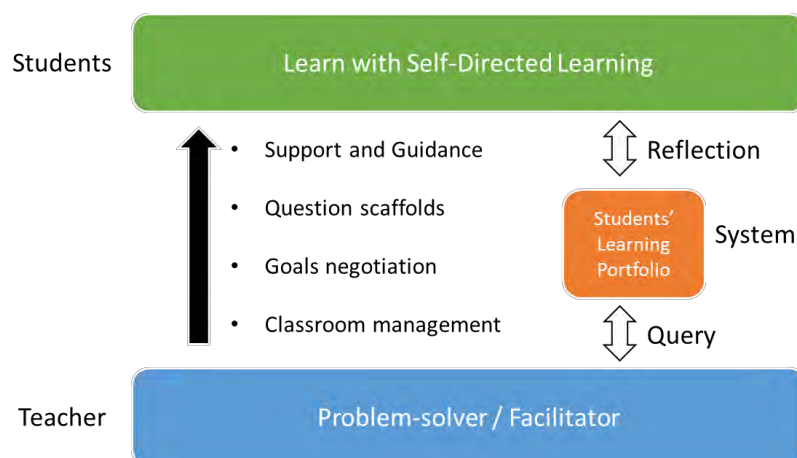 Students
Learn with Self-Directed Learning
• Support and Guidance
• Question scaffolds
• Goals negotiation
• Classroom management
Reflection
Students’
Learning
Portfolio
System
Query
Teacher
Problem-solver / Facilitator